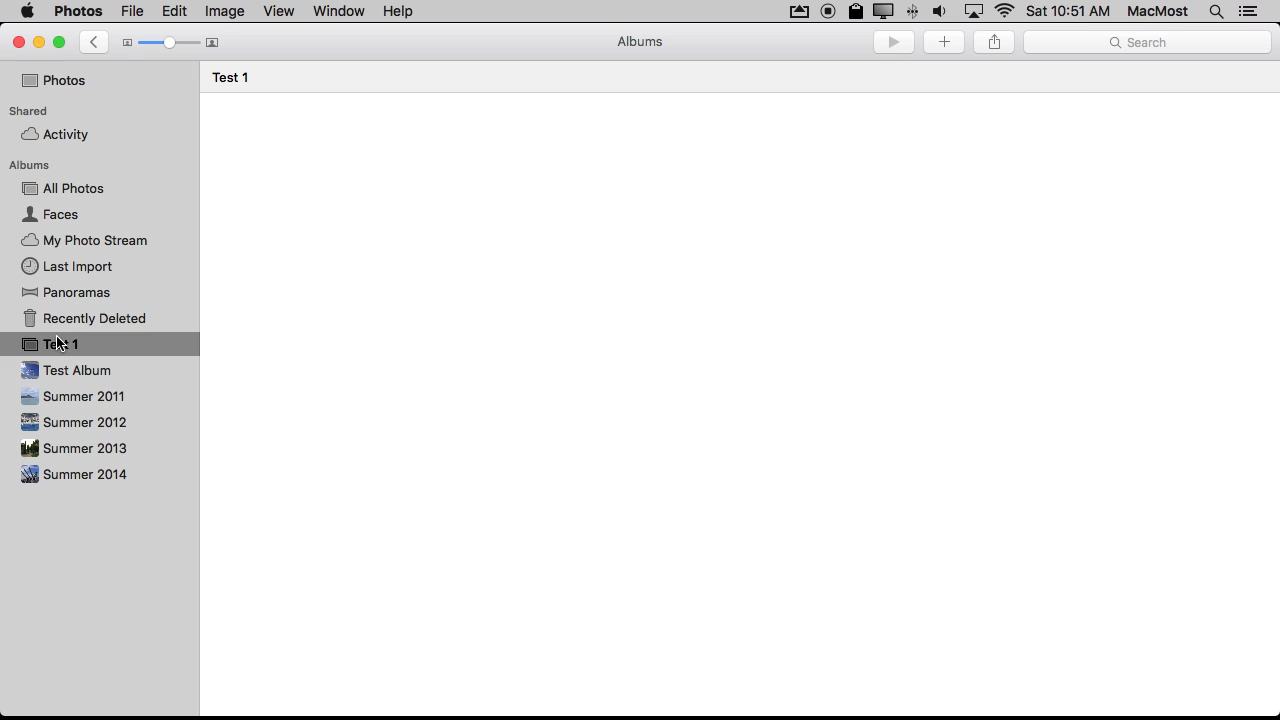 Photos File Edit Image View Window Help Sat 10:51 AM MacMost
Albums
Search
Photos
Test 1
Shared
Activity
Albums
All Photos
Faces
My Photo Stream
Last Import
Panoramas
Recently Deleted
Test 1
Test Album
Summer 2011
Summer 2012
Summer 2013
Summer 2014